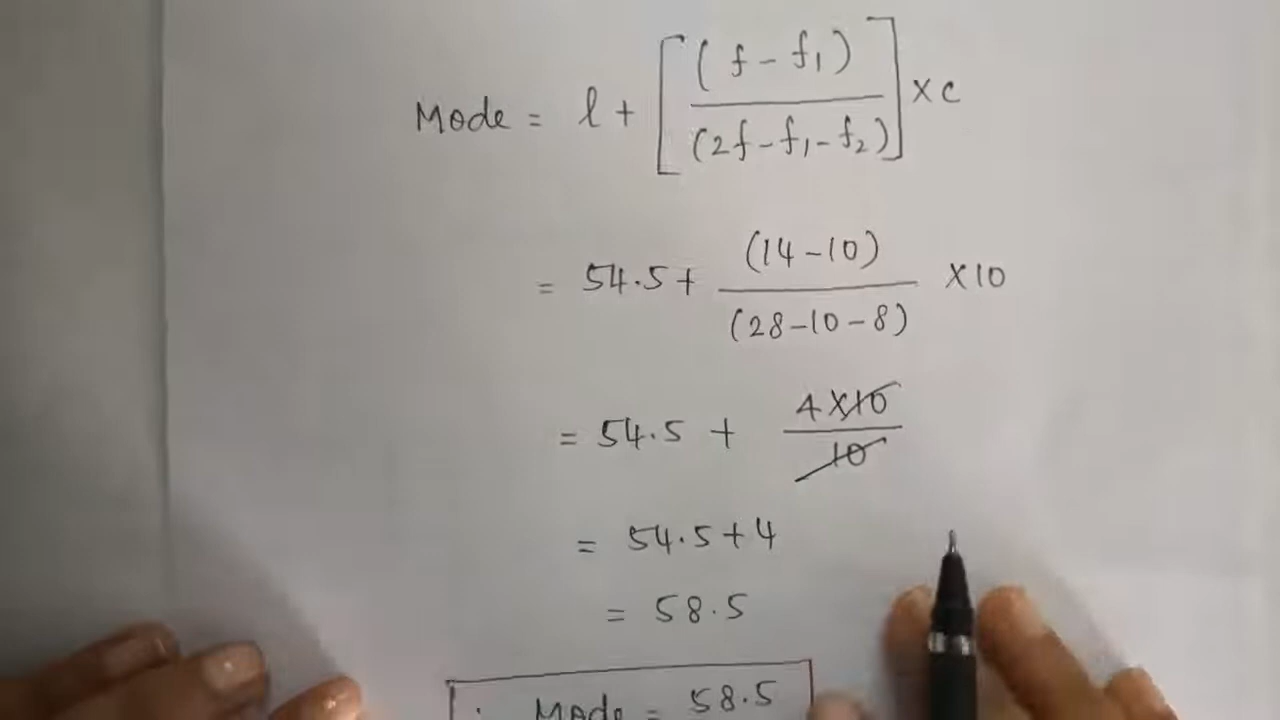 Mode = l + [(f - f₁) / (2f - f₁ - f₂)] × c
= 54.5 + (14 - 10) / (28 - 10 - 8) × 10
= 54.5 + 4×10 / 10
= 54.5 + 4
= 58.5
∴ Mode = 58.5